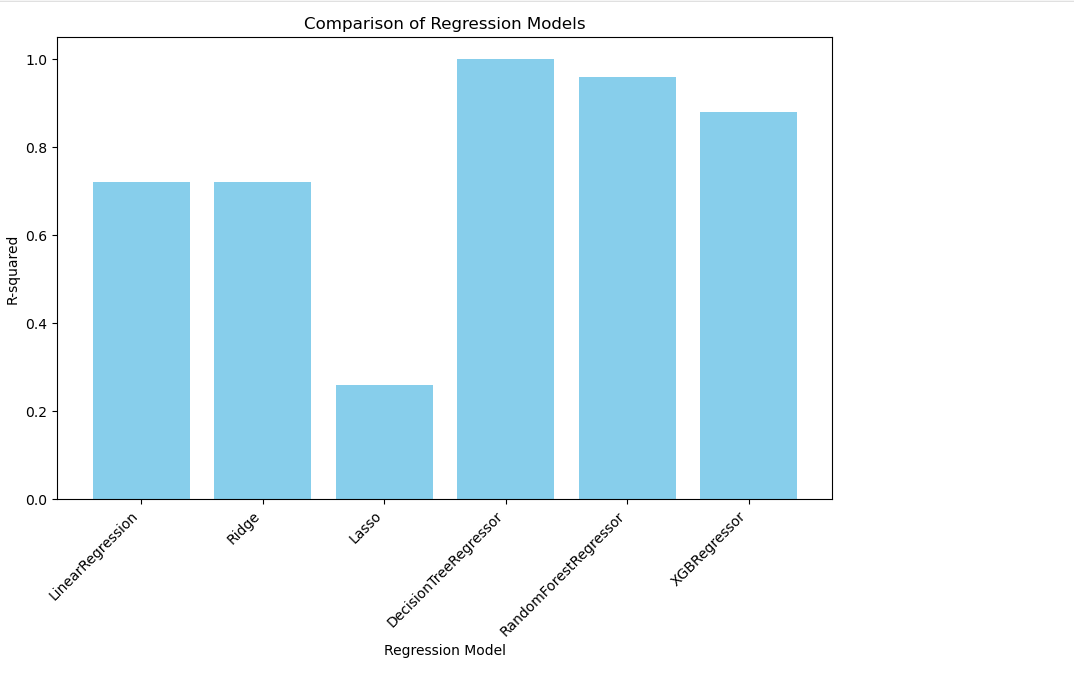 Comparison of Regression Models
1.0
0.8
0.6
0.4
0.2
0.0
R-squared
LinearRegression
Ridge
Lasso
DecisionTreeRegressor
RandomForestRegressor
XGBRegressor
Regression Model